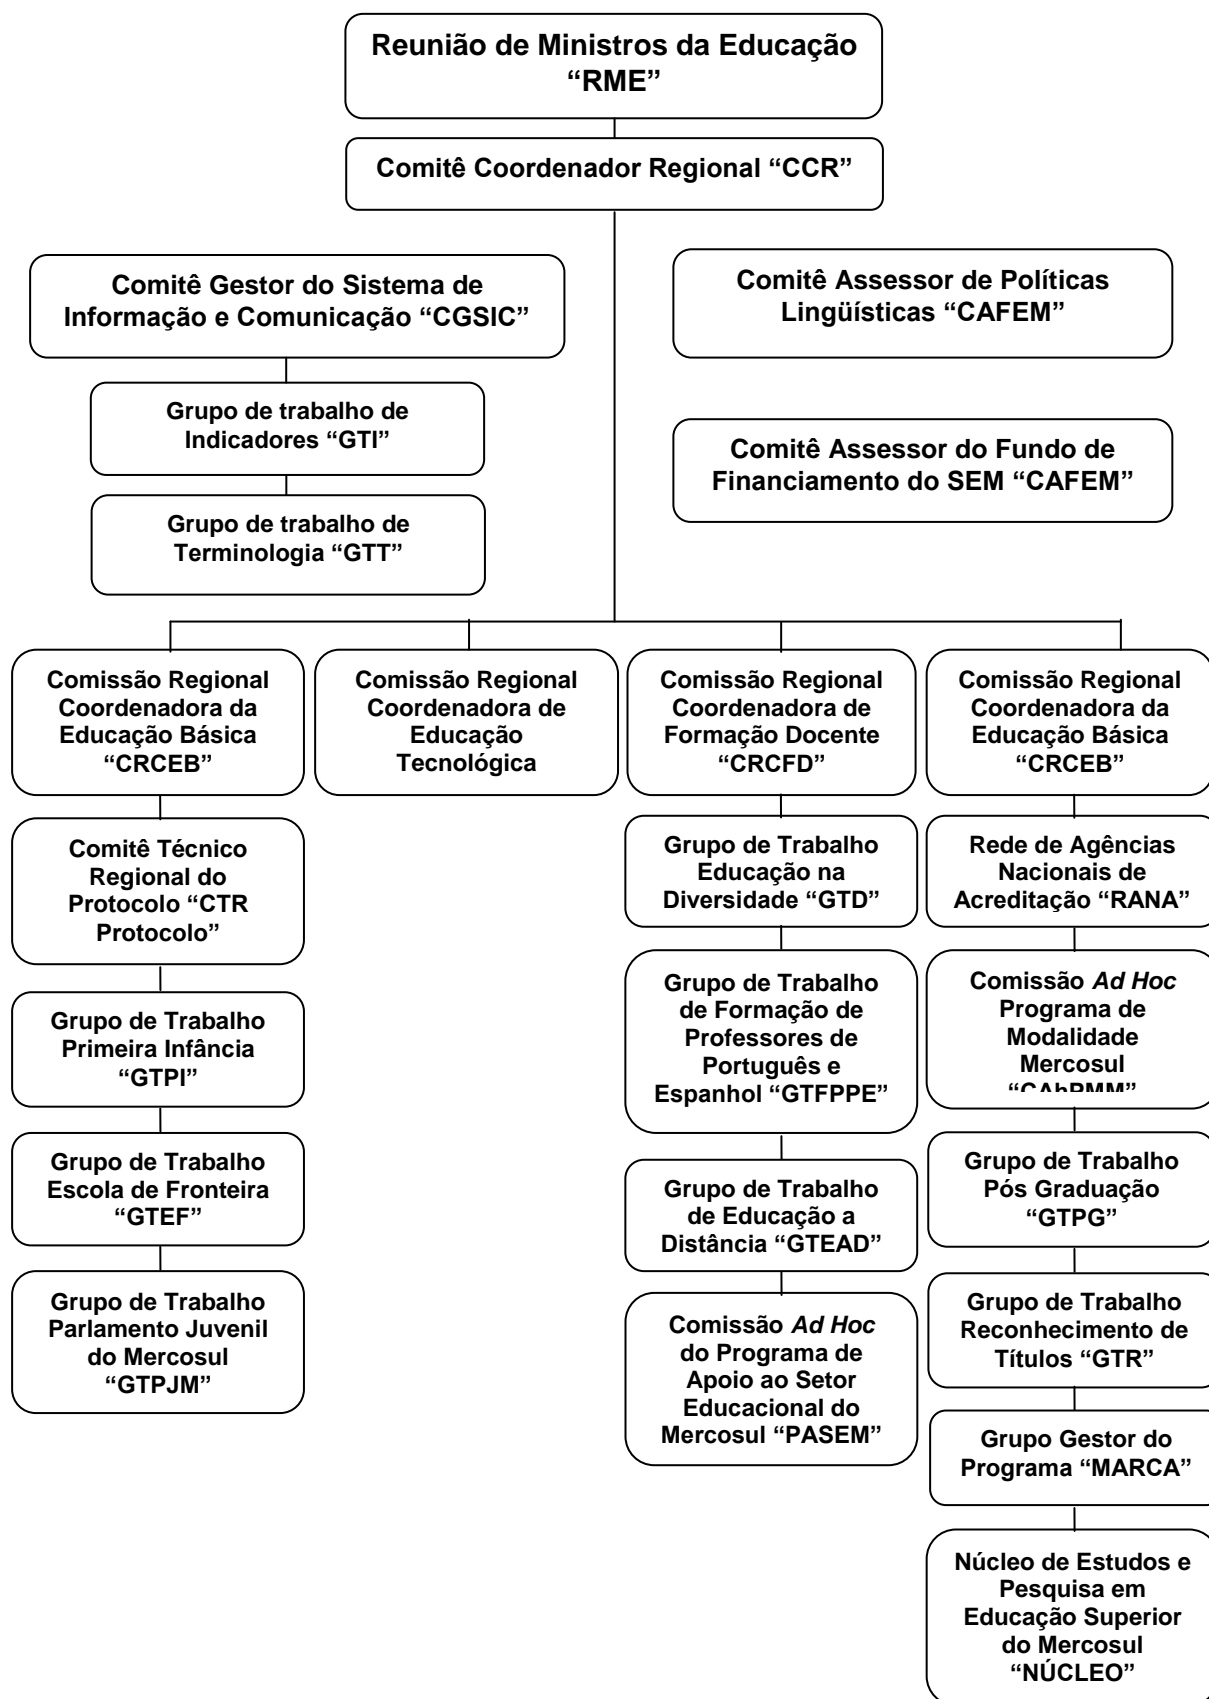 Reunião de Ministros da Educação
“RME”
Comitê Coordenador Regional “CCR”
Comitê Gestor do Sistema de
Informação e Comunicação “CGSIC”
Comitê Assessor de Políticas
Lingüísticas “CAFEM”
Grupo de trabalho de
Indicadores “GTI”
Comitê Assessor do Fundo de
Financiamento do SEM “CAFEM”
Grupo de trabalho de
Terminologia “GTT”
Comissão Regional
Coordenadora da
Educação Básica
“CRCEB”
Comissão Regional
Coordenadora de
Educação
Tecnológica
Comissão Regional
Coordenadora de
Formação Docente
“CRCFD”
Comissão Regional
Coordenadora da
Educação Básica
“CRCEB”
Comitê Técnico
Regional do
Protocolo “CTR
Protocolo”
Grupo de Trabalho
Primeira Infância
“GTPI”
Grupo de Trabalho
Escola de Fronteira
“GTEF”
Grupo de Trabalho
Parlamento Juvenil
do Mercosul
“GTPJM”
Grupo de Trabalho
Educação na
Diversidade “GTD”
Grupo de Trabalho
de Formação de
Professores de
Português e
Espanhol “GTFPPE”
Grupo de Trabalho
de Educação a
Distância “GTEAD”
Comissão Ad Hoc
do Programa de
Apoio ao Setor
Educacional do
Mercosul “PASEM”
Rede de Agências
Nacionais de
Acreditação “RANA”
Comissão Ad Hoc
Programa de
Modalidade
Mercosul
“CAhPMM”
Grupo de Trabalho
Pós Graduação
“GTPG”
Grupo de Trabalho
Reconhecimento de
Títulos “GTR”
Grupo Gestor do
Programa “MARCA”
Núcleo de Estudos e
Pesquisa em
Educação Superior
do Mercosul
“NÚCLEO”